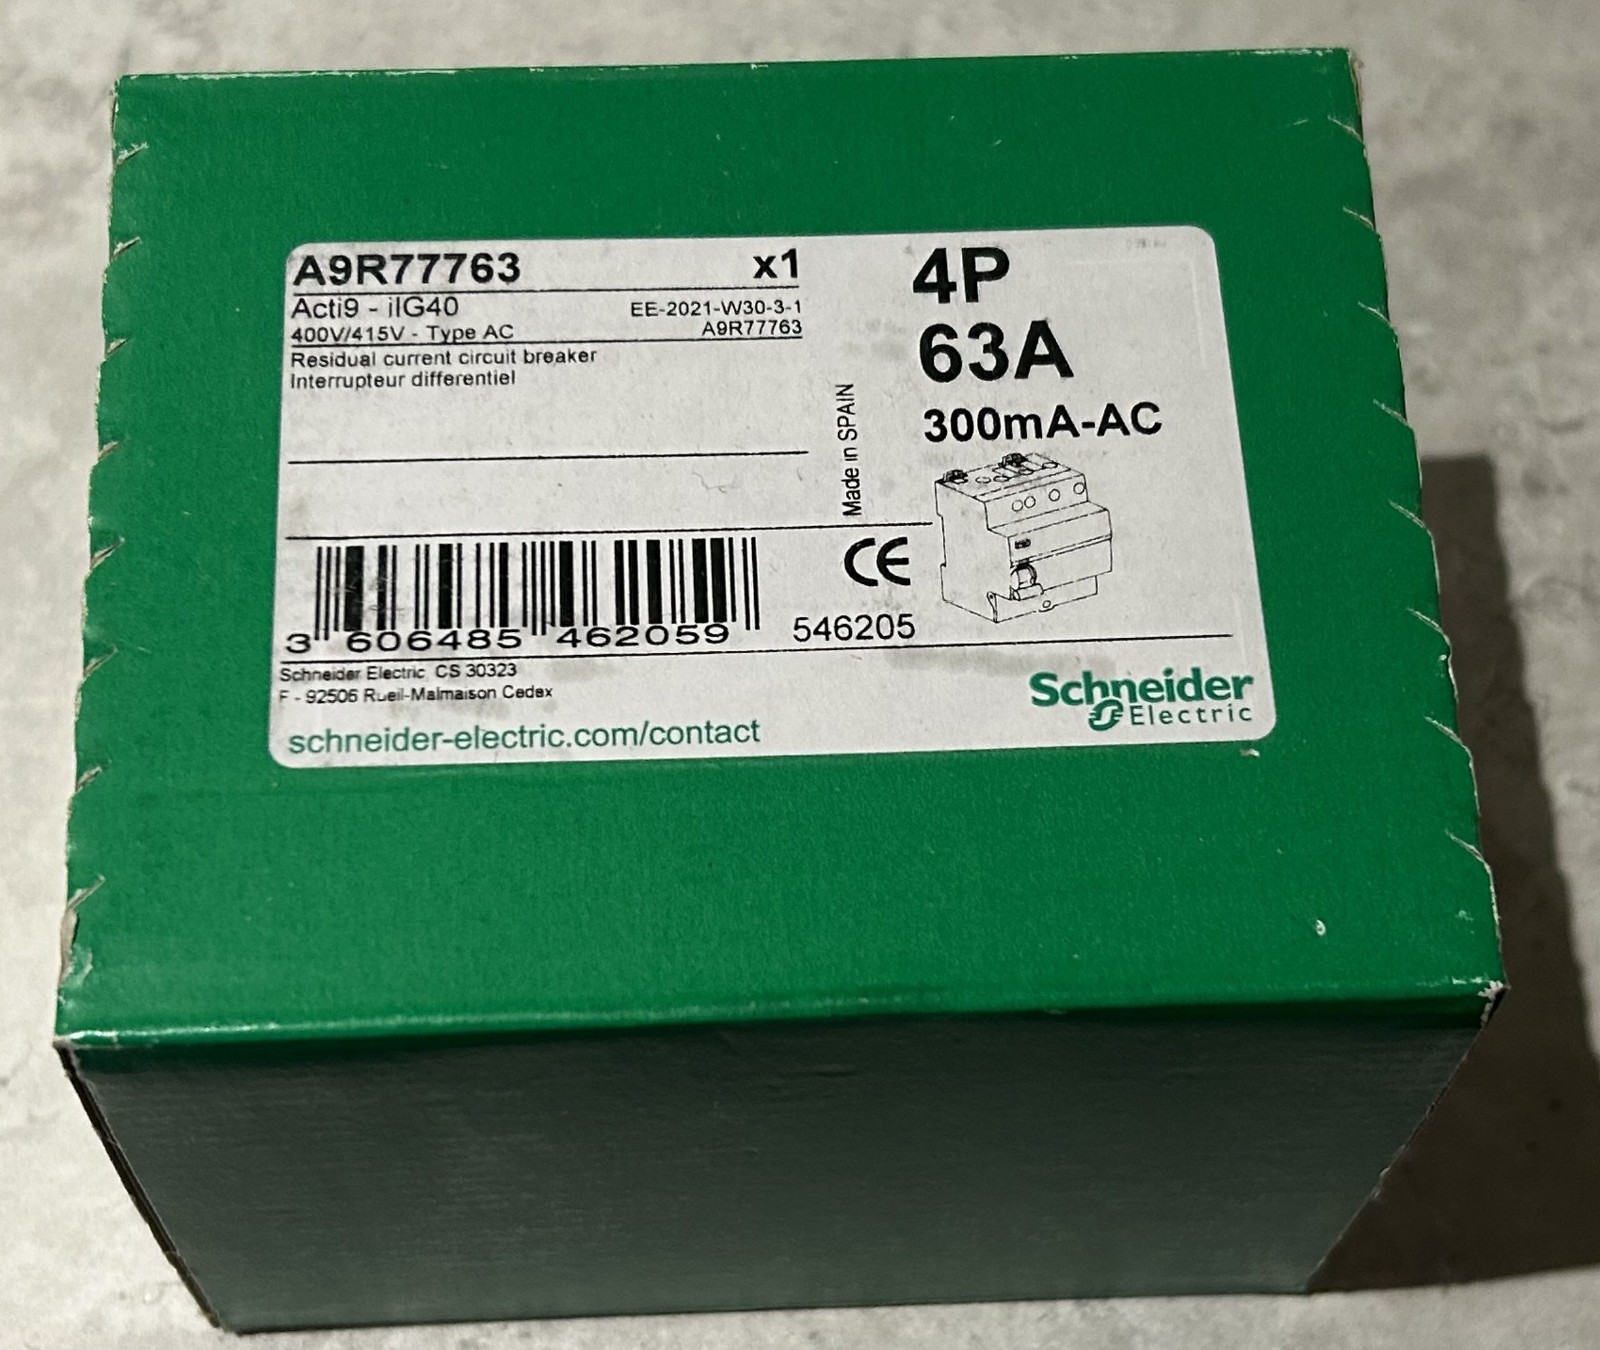 A9R77763 x1
Acti9 - iIG40 EE-2021-W30-3-1
400V/415V - Type AC A9R77763
Residual current circuit breaker
Interrupteur differentiel
4P
63A
300mA-AC
Made in SPAIN
CE
3 606485 462059 546205
Schneider Electric CS 30323
F - 92506 Rueil-Malmaison Cedex
schneider-electric.com/contact
Schneider
Electric